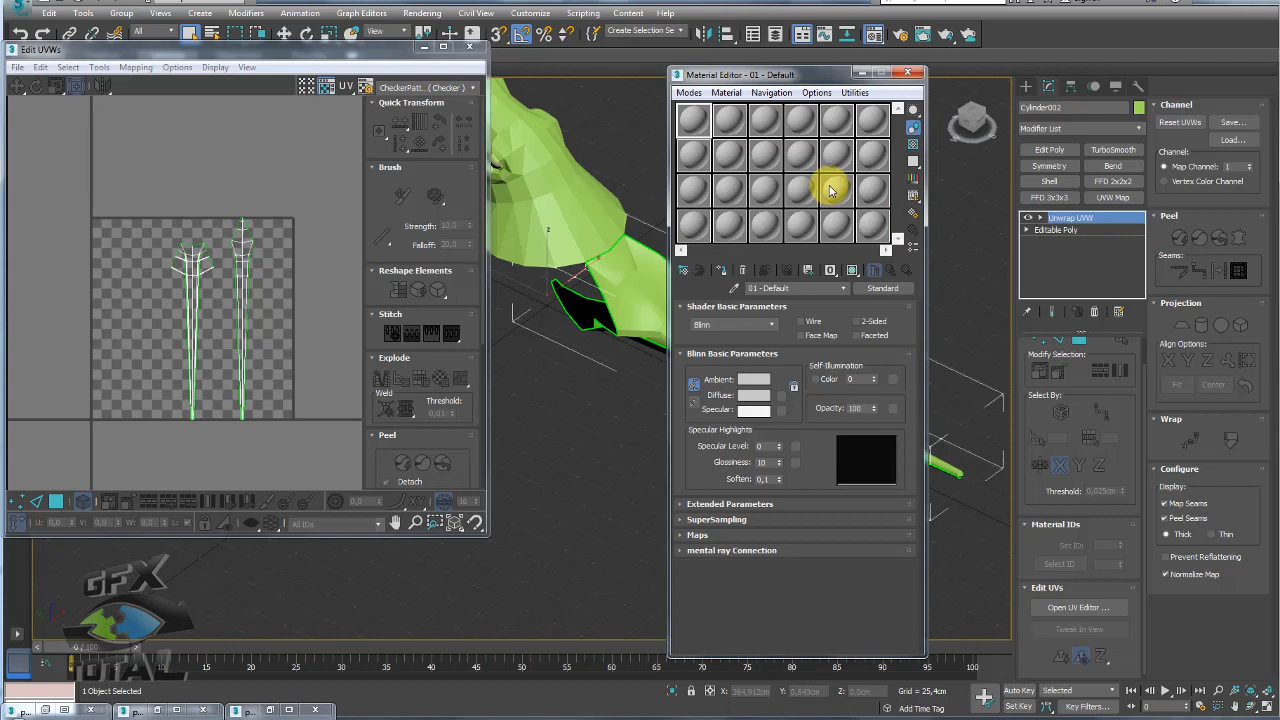 Edit Tools Group Views Create Modifiers Animation Graph Editors Rendering Civil View Customize Scripting Content Help
All View Create Selection Se
Edit UVWs
File Edit Select Tools Mapping Options Display View
UV CheckerPatt...( Checker )
Quick Transform
Brush
Strength: 10,0
Falloff: 20,0
Reshape Elements
Stitch
Explode
Weld Threshold:
0,01
Peel
Detach
0,0 XY 16
U: 0,0 V: 0,0 W: 0,0 L: All IDs
Material Editor - 01 - Default
Modes Material Navigation Options Utilities
01 - Default Standard
Shader Basic Parameters
Blinn Wire 2-Sided
Face Map Faceted
Blinn Basic Parameters
Self-Illumination
Ambient: Color 0
Diffuse:
Specular: Opacity: 100
Specular Highlights
Specular Level: 0
Glossiness: 10
Soften: 0,1
Extended Parameters
SuperSampling
Maps
mental ray Connection
Cylinder002
Modifier List
Edit Poly TurboSmooth
Symmetry Bend
Shell FFD 2x2x2
FFD 3x3x3 UVW Map
Unwrap UVW
Editable Poly
Modify Selection:
Select By:
X Y Z
Threshold: 0,025cm
Material IDs
Set ID:
Select ID
Edit UVs
Open UV Editor ...
Tweak In View
Channel
Reset UVWs Save...
Load...
Channel:
Map Channel: 1
Vertex Color Channel
Peel
Seams:
Projection
Align Options:
X Y Z
Fit Center
Wrap
Configure
Display:
Map Seams
Peel Seams
Thick Thin
Prevent Reflattening
Normalize Map
GFX
TOTAL
0 / 100
0 5 10 15 20 25 30 35 40 45 50 55 60 65 70 75 80 85 90 95 100
1 Object Selected X: 364,912cm Y: 0,643cm Z: 0,0cm Grid = 25,4cm
Add Time Tag
Auto Key Selected
Set Key Key Filters... 0
p... p... p...